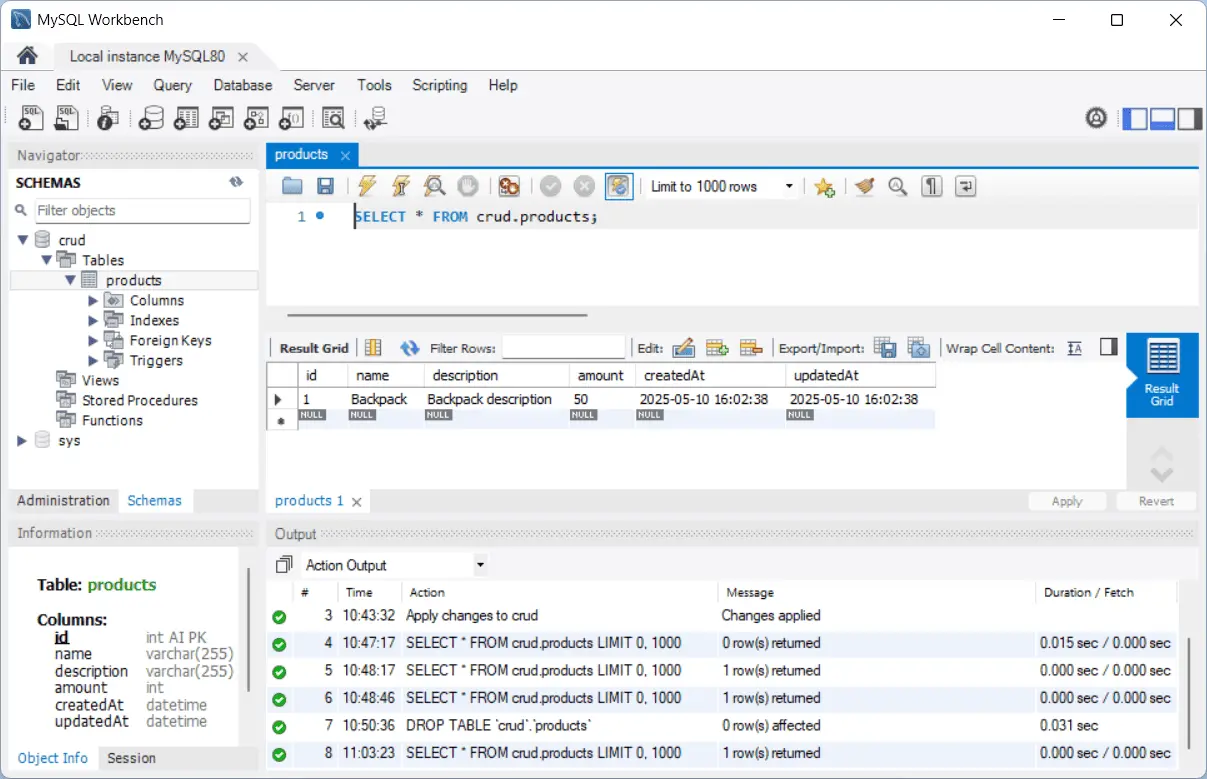 MySQL Workbench
Local instance MySQL80
File Edit View Query Database Server Tools Scripting Help
Navigator
SCHEMAS
Filter objects
crud
Tables
products
Columns
Indexes
Foreign Keys
Triggers
Views
Stored Procedures
Functions
sys
Administration Schemas
products
Limit to 1000 rows
1 SELECT * FROM crud.products;
Result Grid Filter Rows: Edit: Export/Import: Wrap Cell Content:
id name description amount createdAt updatedAt
1 Backpack Backpack description 50 2025-05-10 16:02:38 2025-05-10 16:02:38
NULL NULL NULL NULL NULL NULL
Result
Grid
products 1
Apply Revert
Information
Table: products
Columns:
id int AI PK
name varchar(255)
description varchar(255)
amount int
createdAt datetime
updatedAt datetime
Object Info Session
Output
Action Output
# Time Action Message Duration / Fetch
3 10:43:32 Apply changes to crud Changes applied
4 10:47:17 SELECT * FROM crud.products LIMIT 0, 1000 0 row(s) returned 0.015 sec / 0.000 sec
5 10:48:17 SELECT * FROM crud.products LIMIT 0, 1000 1 row(s) returned 0.000 sec / 0.000 sec
6 10:48:46 SELECT * FROM crud.products LIMIT 0, 1000 1 row(s) returned 0.000 sec / 0.000 sec
7 10:50:36 DROP TABLE `crud`.`products` 0 row(s) affected 0.031 sec
8 11:03:23 SELECT * FROM crud.products LIMIT 0, 1000 1 row(s) returned 0.000 sec / 0.000 sec